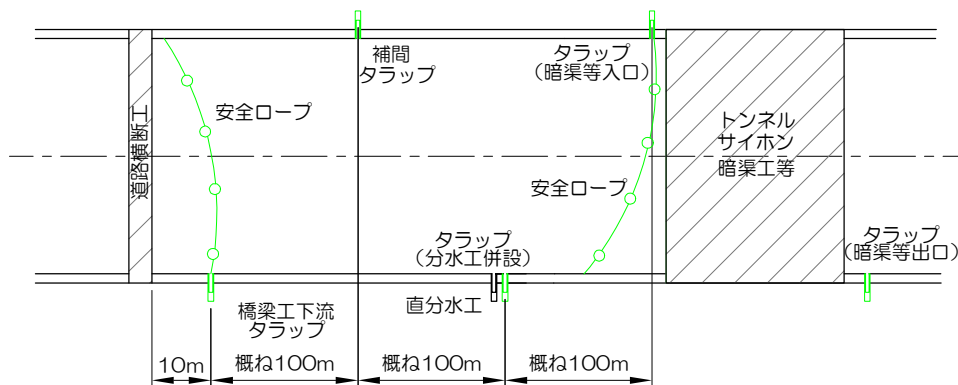 補間
タラップ
タラップ
（暗渠等入口）
安全ロープ
道路横断工
トンネル
サイホン
暗渠工等
安全ロープ
タラップ
（分水工併設）
タラップ
（暗渠等出口）
橋梁工下流
タラップ
直分水工
10m
概ね100m
概ね100m
概ね100m